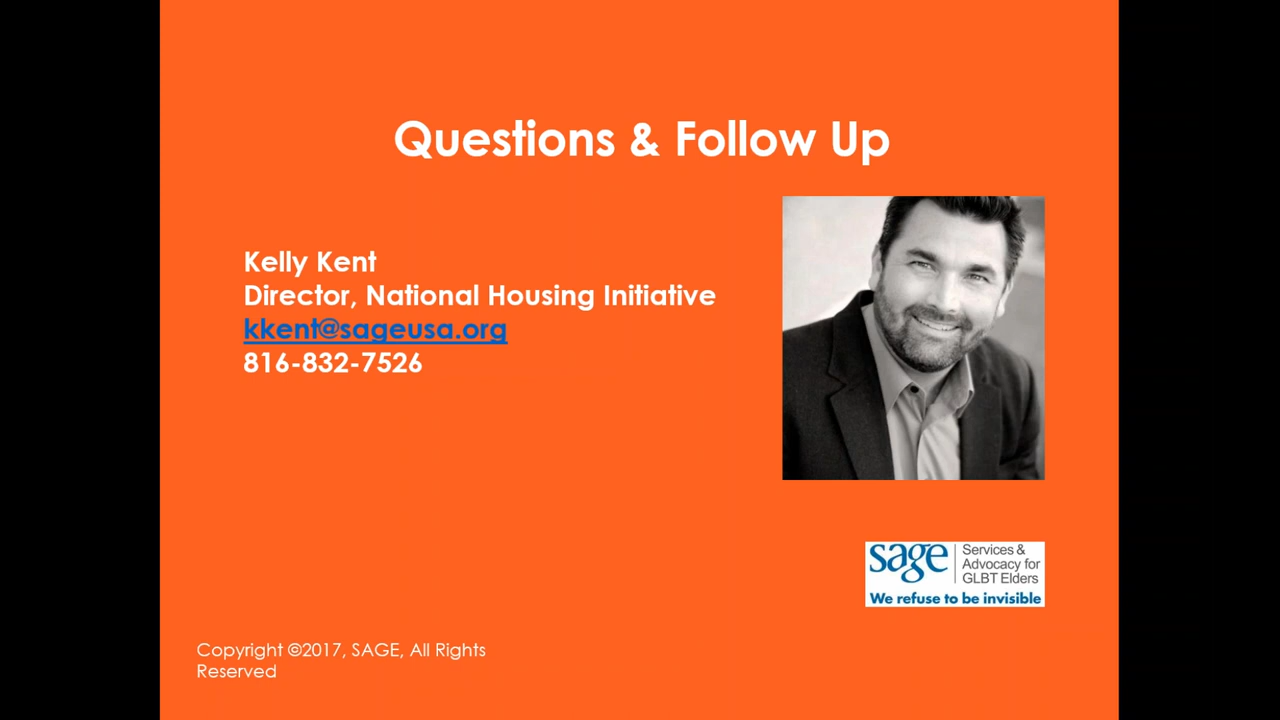 Questions & Follow Up
Kelly Kent
Director, National Housing Initiative
kkent@sageusa.org
816-832-7526
sage
Services &
Advocacy for
GLBT Elders
We refuse to be invisible
Copyright ©2017, SAGE, All Rights
Reserved